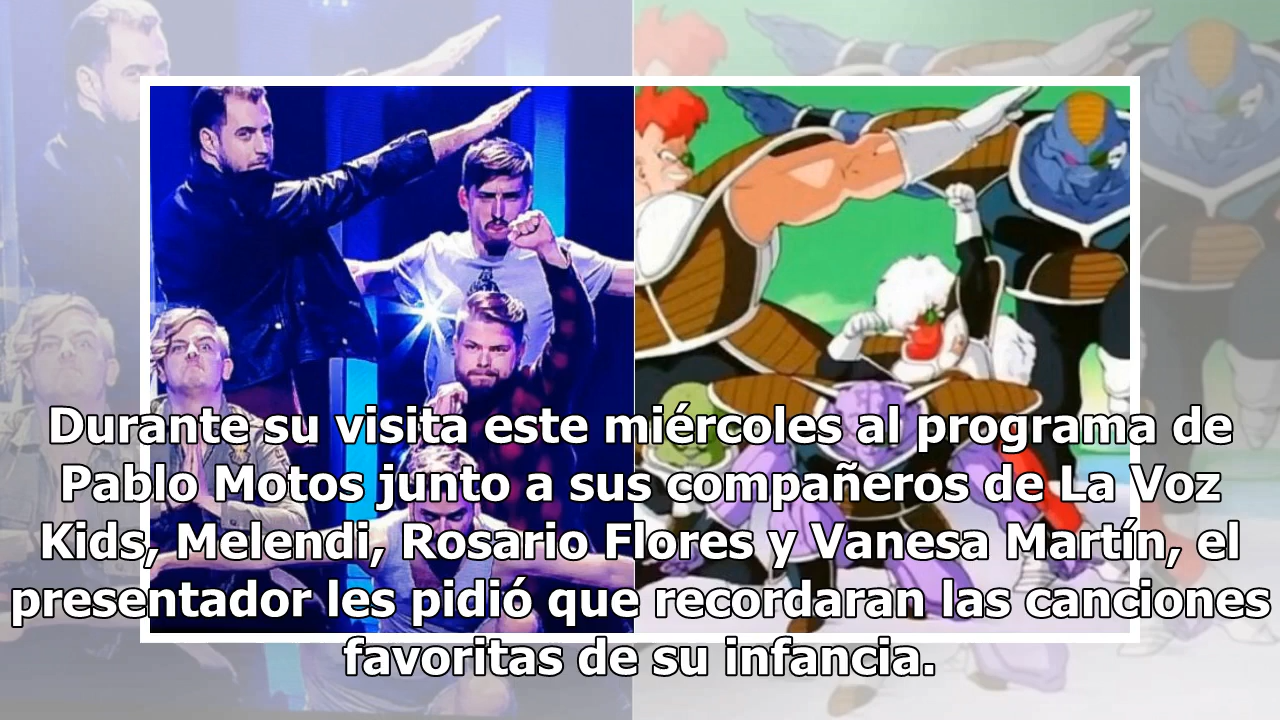 Durante su visita este miércoles al programa de
Pablo Motos junto a sus compañeros de La Voz
Kids, Melendi, Rosario Flores y Vanesa Martín, el
presentador les pidió que recordaran las canciones
favoritas de su infancia.